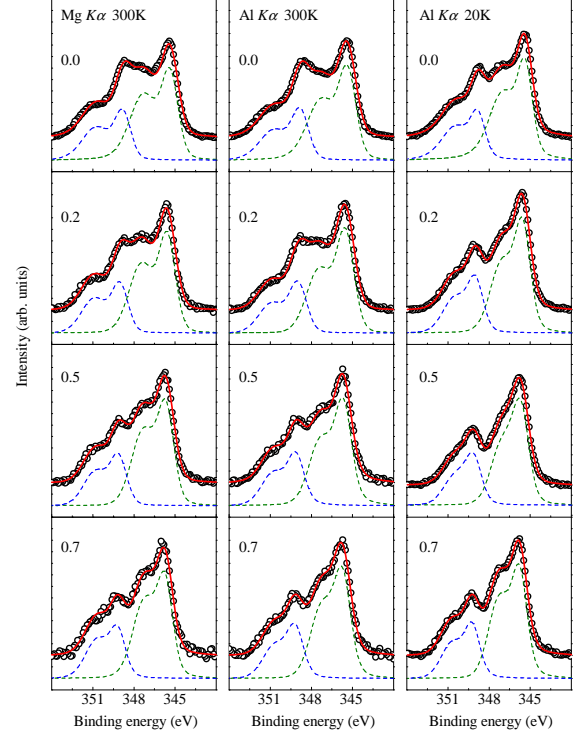 Mg Kα 300K Al Kα 300K Al Kα 20K
0.0 0.0 0.0
0.2 0.2 0.2
Intensity (arb. units)
0.5 0.5 0.5
0.7 0.7 0.7
351 348 345 351 348 345 351 348 345
Binding energy (eV) Binding energy (eV) Binding energy (eV)